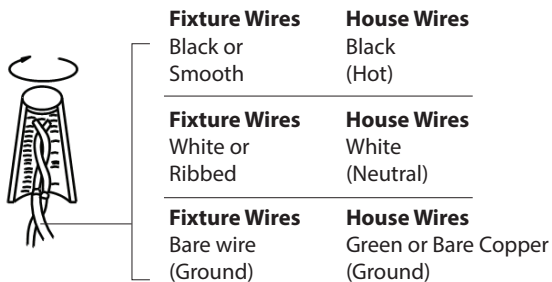 Fixture Wires House Wires
Black or Black
Smooth (Hot)
Fixture Wires House Wires
White or White
Ribbed (Neutral)
Fixture Wires House Wires
Bare wire Green or Bare Copper
(Ground) (Ground)